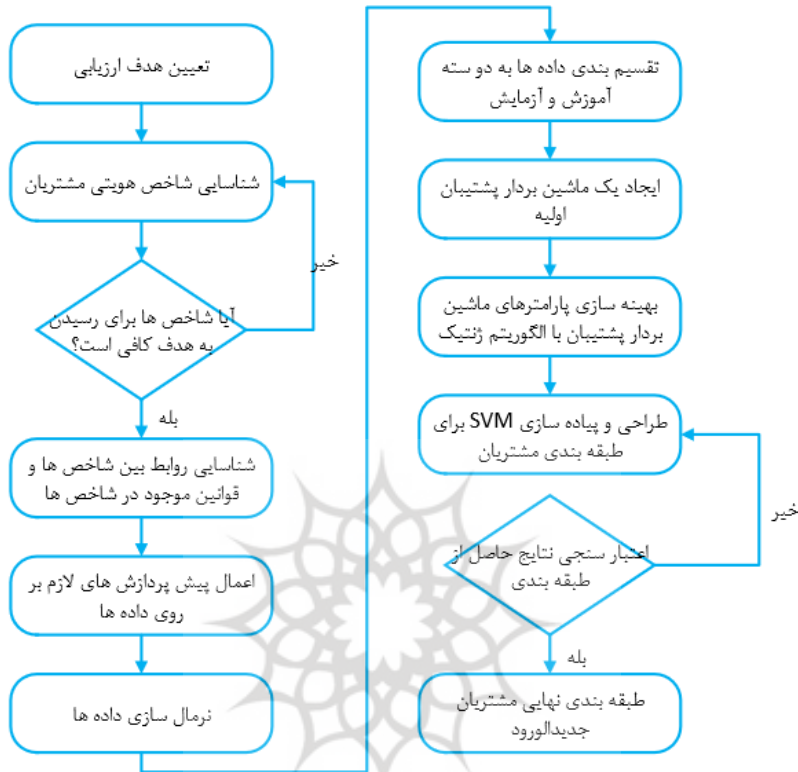 تعیین هدف ارزیابی
شناسایی شاخص هویتی مشتریان
خیر
آیا شاخص ها برای رسیدن
به هدف کافی است؟
بله
شناسایی روابط بین شاخص ها و
قوانین موجود در شاخص ها
اعمال پیش پردازش های لازم بر
روی داده ها
نرمال سازی داده ها
تقسیم بندی داده ها به دو سته
آموزش و آزمایش
ایجاد یک ماشین بردار پشتیبان
اولیه
بهینه سازی پارامترهای ماشین
بردار پشتیبان با الگوریتم ژنتیک
طراحی و پیاده سازی SVM برای
طبقه بندی مشتریان
خیر
اعتبار سنجی نتایج حاصل از
طبقه بندی
بله
طبقه بندی نهایی مشتریان
جدیدالورود